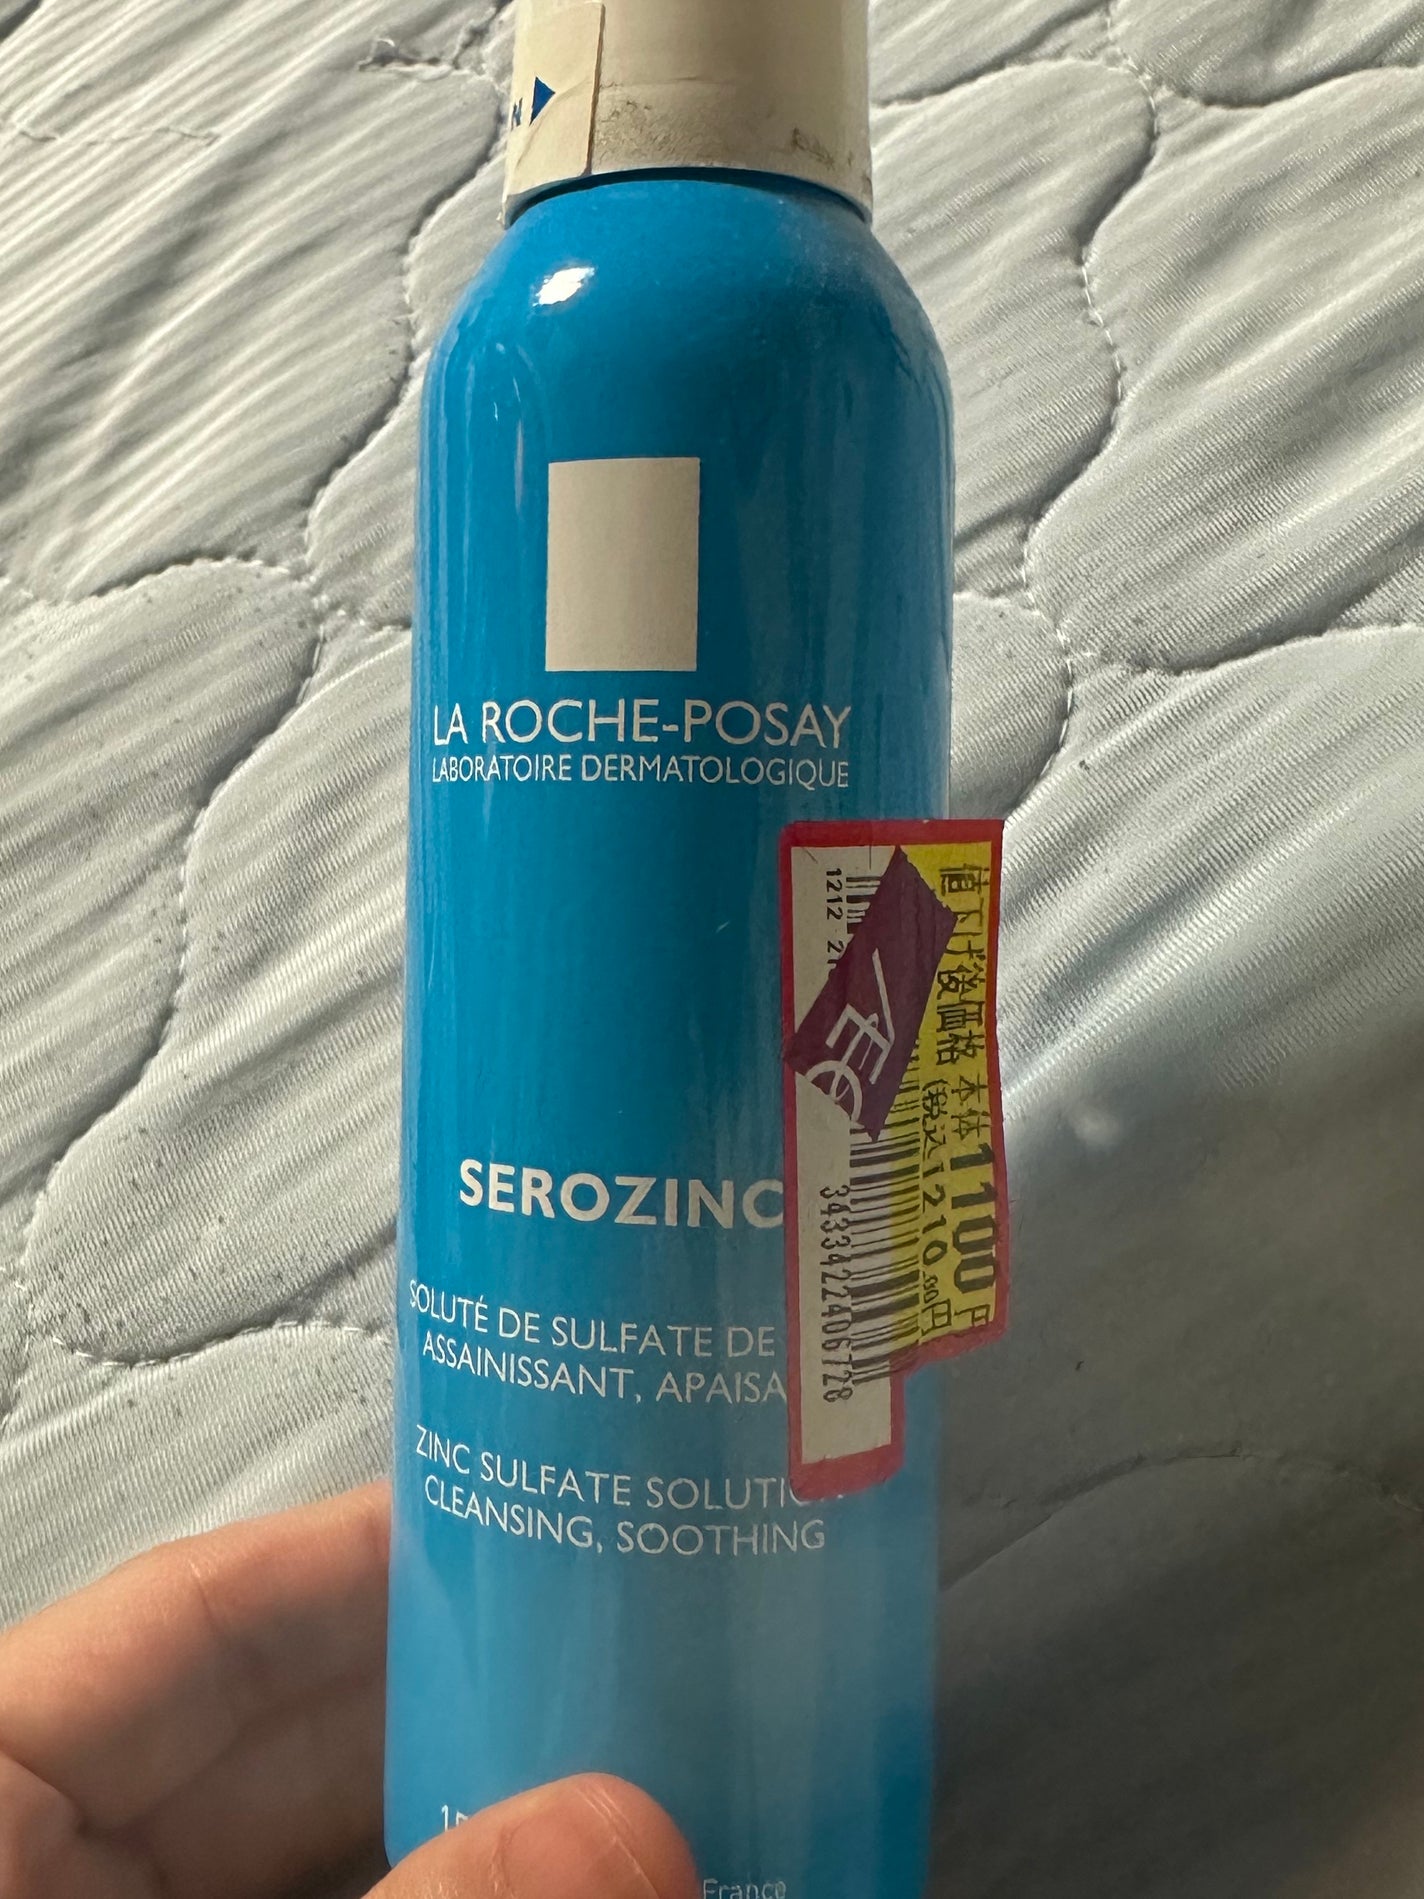 N
LA ROCHE-POSAY
LABORATOIRE DERMATOLOGIQUE
SEROZINC
SOLUTÉ DE SULFATE DE
ASSAINISSANT,
ZINC SULFATE SOLUTION
CLEANSING, SOOTHING
France
値下げ後価格 本体1100円
(税込1210.00円
1212
3433422406728